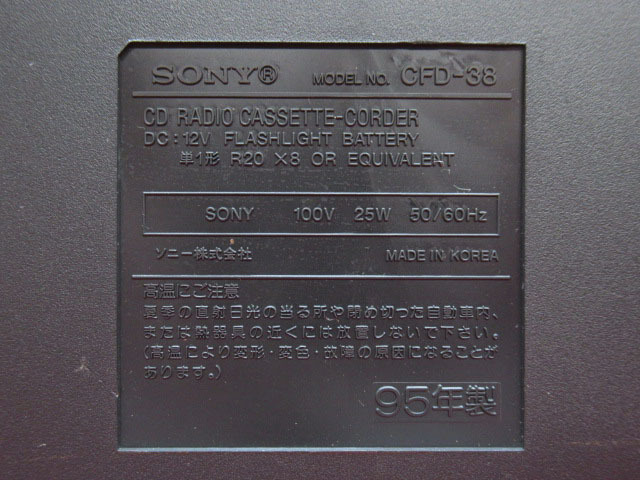 SONY® MODEL NO. CFD-38
CD RADIO CASSETTE-CORDER
DC : 12V FLASHLIGHT BATTERY
単1形 R20 X8 OR EQUIVALENT
SONY 100V 25W 50/60Hz
ソニー株式会社 MADE IN KOREA
高温にご注意
夏季の直射日光の当る所や閉め切った自動車内、
または熱器具の近くには放置しないで下さい。
(高温により変形・変色・故障の原因になることが
あります。)
95年製